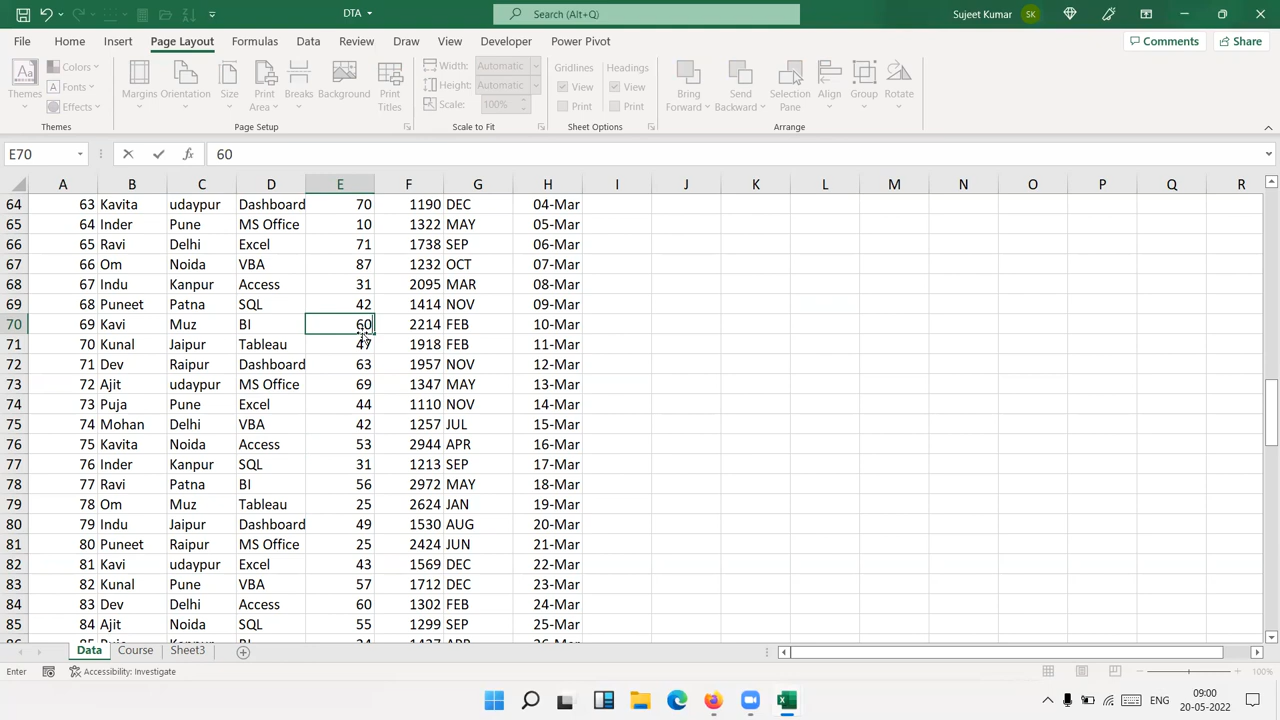 DTA
Search (Alt+Q)
Sujeet Kumar SK
File Home Insert Page Layout Formulas Data Review View Draw Developer Power Pivot Comments Share
Themes Colors Fonts Effects Margins Orientation Size Print Area Breaks Background Print Titles Width: Automatic Height: Automatic Scale: 100% Gridlines View Print Headings View Print Bring Forward Send Backward Selection Pane Align Group Rotate
Themes Page Setup Scale to Fit Sheet Options Arrange
E70 fx 60
A B C D E F G H I J K L M N O P Q R
64 63 Kavita udaypur Dashboard 70 1190 DEC 04-Mar
65 64 Inder Pune MS Office 10 1322 MAY 05-Mar
66 65 Ravi Delhi Excel 71 1738 SEP 06-Mar
67 66 Om Noida VBA 87 1232 OCT 07-Mar
68 67 Indu Kanpur Access 31 2095 MAR 08-Mar
69 68 Puneet Patna SQL 42 1414 NOV 09-Mar
70 69 Kavi Muz BI 60 2214 FEB 10-Mar
71 70 Kunal Jaipur Tableau 47 1918 FEB 11-Mar
72 71 Dev Raipur Dashboard 63 1957 NOV 12-Mar
73 72 Ajit udaypur MS Office 69 1347 MAY 13-Mar
74 73 Puja Pune Excel 44 1110 NOV 14-Mar
75 74 Mohan Delhi VBA 42 1257 JUL 15-Mar
76 75 Kavita Noida Access 53 2944 APR 16-Mar
77 76 Inder Kanpur SQL 31 1213 SEP 17-Mar
78 77 Ravi Patna BI 56 2972 MAY 18-Mar
79 78 Om Muz Tableau 25 2624 JAN 19-Mar
80 79 Indu Jaipur Dashboard 49 1530 AUG 20-Mar
81 80 Puneet Raipur MS Office 25 2424 JUN 21-Mar
82 81 Kavi udaypur Excel 43 1569 DEC 22-Mar
83 82 Kunal Pune VBA 57 1712 DEC 23-Mar
84 83 Dev Delhi Access 60 1302 FEB 24-Mar
85 84 Ajit Noida SQL 55 1299 SEP 25-Mar
Data Course Sheet3
Enter Accessibility: Investigate 100%
ENG 09:00
20-05-2022